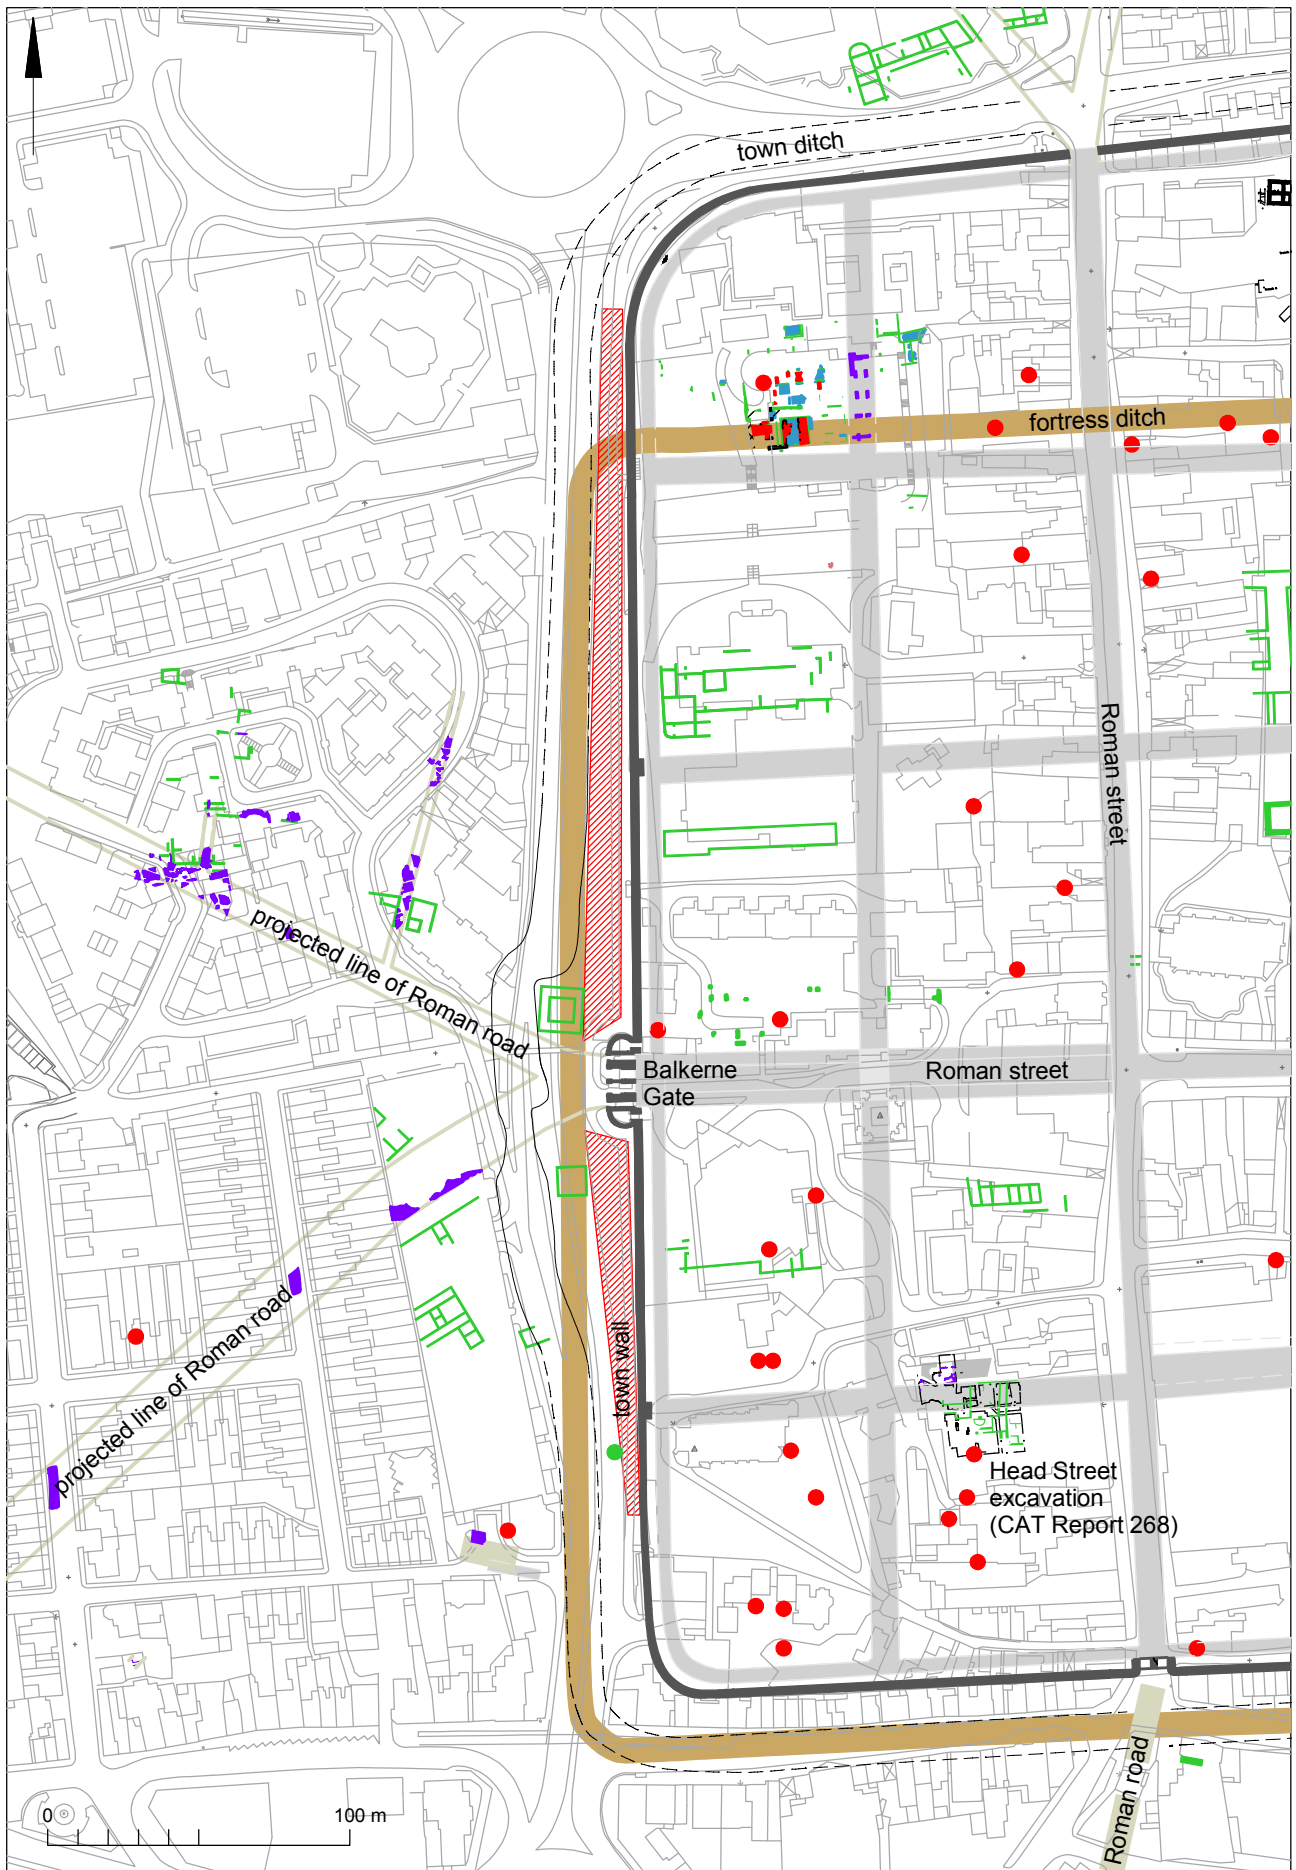 town ditch
fortress ditch
Roman street
projected line of Roman road
Balkerne
Gate
Roman street
projected line of Roman road
town wall
Head Street
excavation
(CAT Report 268)
Roman road
0
100 m